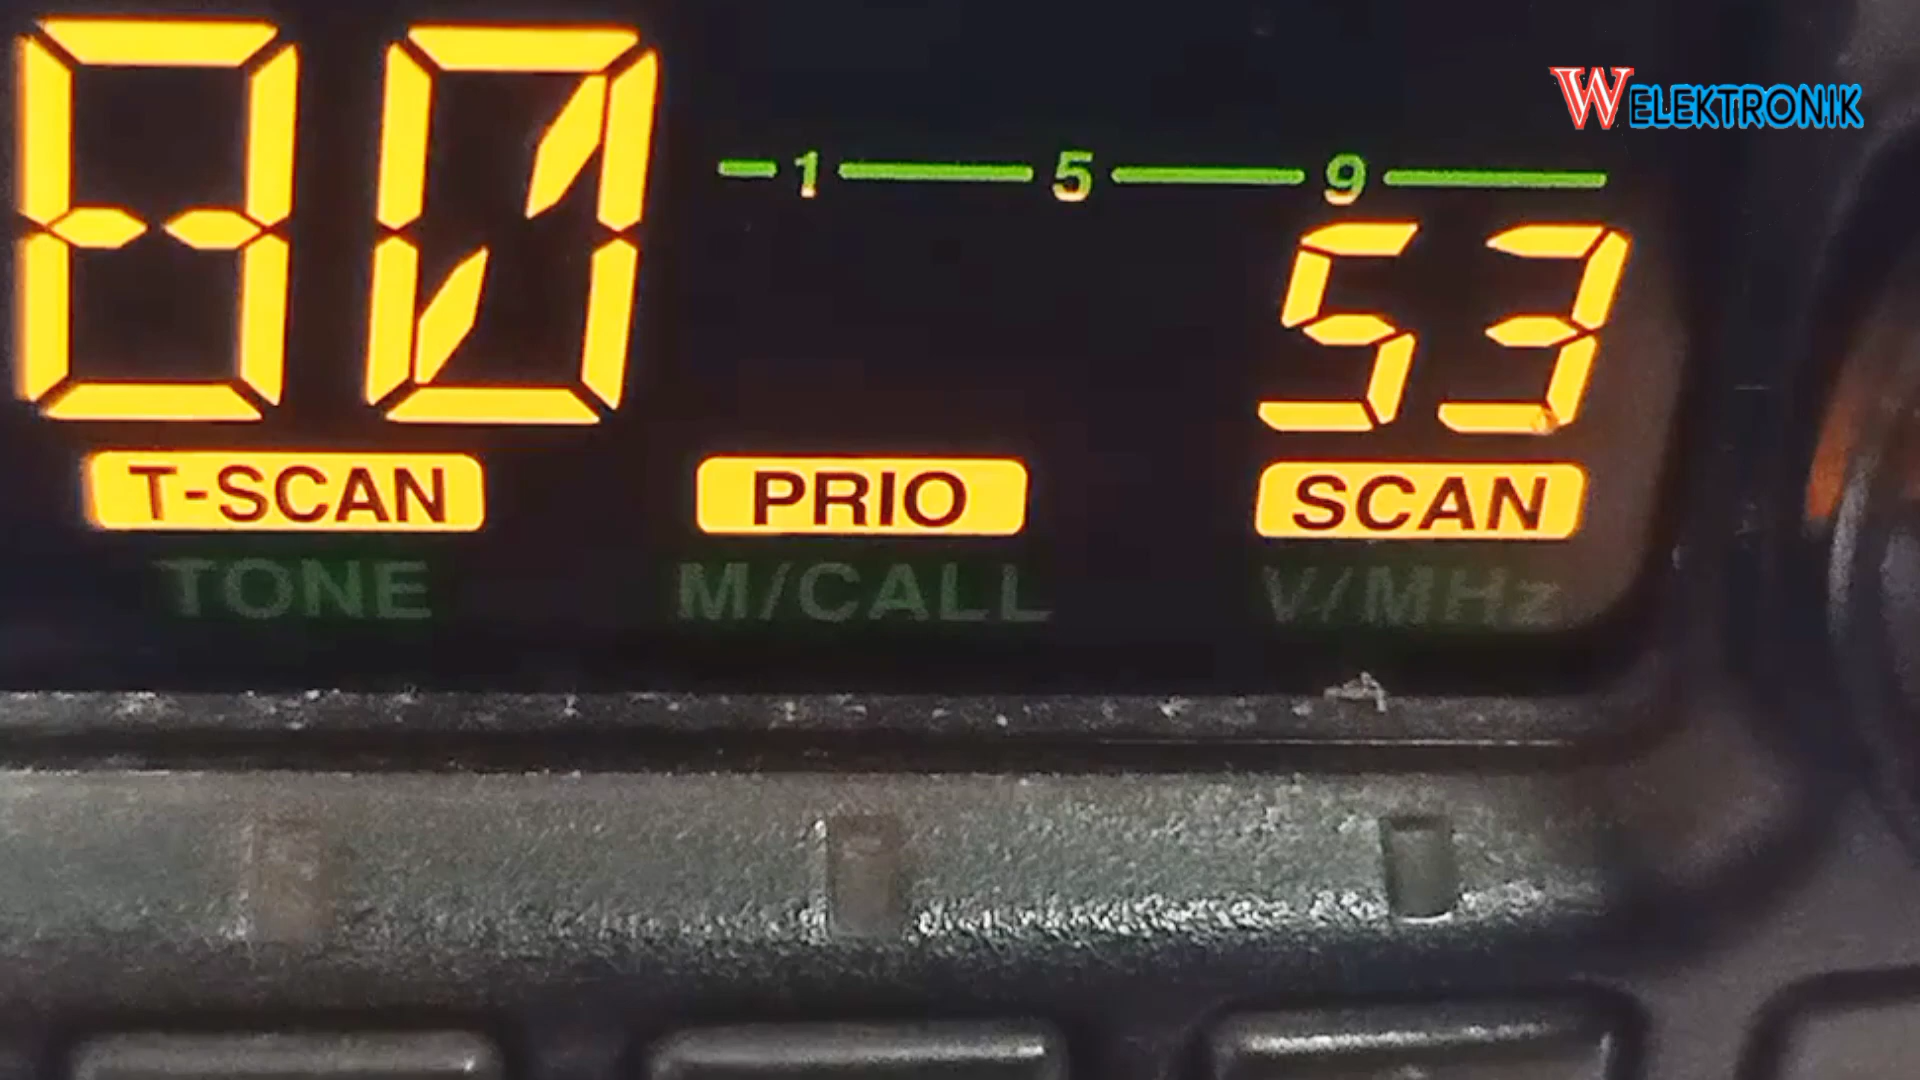 WELEKTRONIK
80
1 5 9
53
T-SCAN PRIO SCAN
TONE M/CALL V/MHz